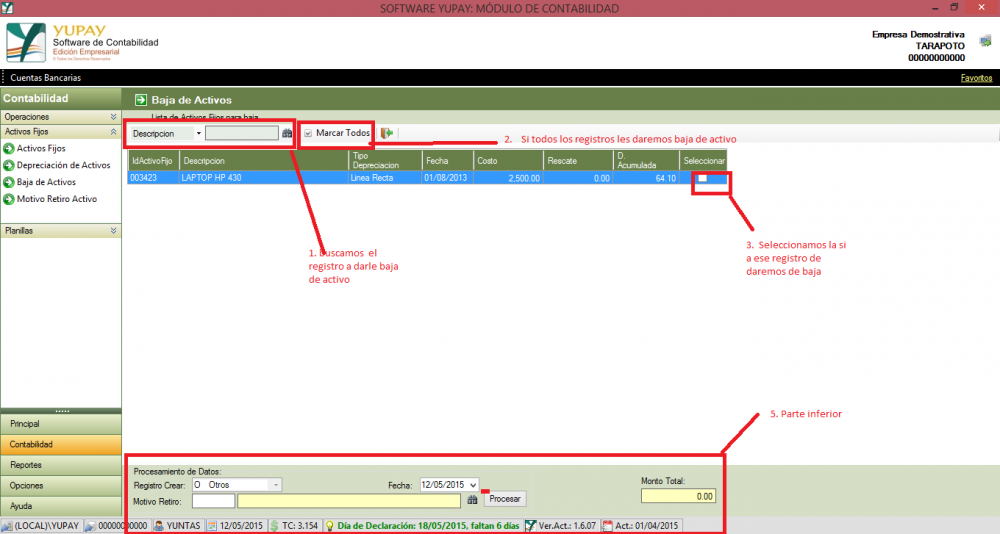 SOFTWARE YUPAY: MÓDULO DE CONTABILIDAD
YUPAY
Software de Contabilidad
Edición Empresarial
© Todos los Derechos Reservados
Empresa Demostrativa
TARAPOTO
00000000000
Cuentas Bancarias
Favoritos
Contabilidad
Baja de Activos
Operaciones
Lista de Activos Fijos para baja
Activos Fijos
Descripcion
Marcar Todos
2. Si todos los registros les daremos baja de activo
Activos Fijos
Depreciación de Activos
Baja de Activos
Motivo Retiro Activo
Planillas
IdActivoFijo Descripcion Tipo Depreciacion Fecha Costo Rescate D. Acumulada Seleccionar
003423 LAPTOP HP 430 Linea Recta 01/08/2013 2,500.00 0.00 64.10
1. Buscamos el
registro a darle baja
de activo
3. Seleccionamos la si
a ese registro de
daremos de baja
5. Parte inferior
Principal
Contabilidad
Reportes
Opciones
Ayuda
Procesamiento de Datos:
Registro Crear: O Otros
Fecha: 12/05/2015
Monto Total:
0.00
Motivo Retiro:
Procesar
(LOCAL)\YUPAY 00000000000 YUNTAS 12/05/2015 TC: 3.154 Día de Declaración: 18/05/2015, faltan 6 días Ver.Act.: 1.6.07 Act.: 01/04/2015